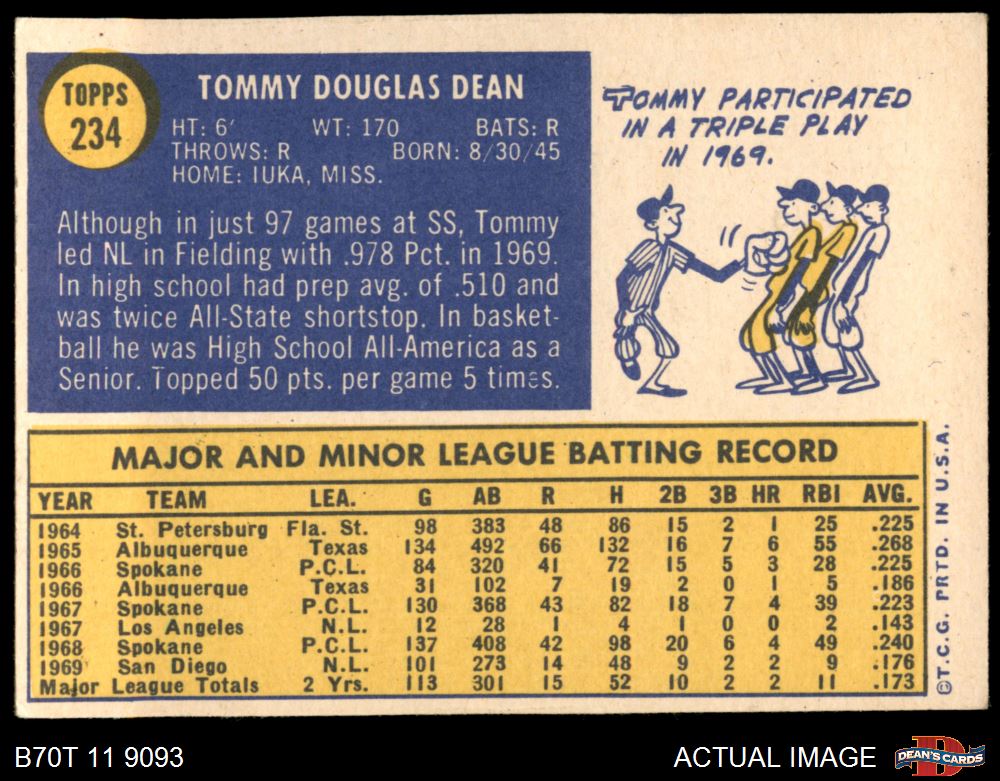 TOPPS
234
TOMMY DOUGLAS DEAN
HT: 6' WT: 170 BATS: R
THROWS: R BORN: 8/30/45
HOME: IUKA, MISS.
Although in just 97 games at SS, Tommy
led NL in Fielding with .978 Pct. in 1969.
In high school had prep avg. of .510 and
was twice All-State shortstop. In basket-
ball he was High School All-America as a
Senior. Topped 50 pts. per game 5 times.
TOMMY PARTICIPATED
IN A TRIPLE PLAY
IN 1969.
MAJOR AND MINOR LEAGUE BATTING RECORD
YEAR TEAM LEA. G AB R H 2B 3B HR RBI AVG.
1964 St. Petersburg Fla. St. 98 383 48 86 15 2 1 25 .225
1965 Albuquerque Texas 134 492 66 132 16 7 6 55 .268
1966 Spokane P.C.L. 84 320 41 72 15 5 3 28 .225
1966 Albuquerque Texas 31 102 7 19 2 0 1 5 .186
1967 Spokane P.C.L. 130 368 43 82 18 7 4 39 .223
1967 Los Angeles N.L. 12 28 1 4 1 0 0 2 .143
1968 Spokane P.C.L. 137 408 42 98 20 6 4 49 .240
1969 San Diego N.L. 101 273 14 48 9 2 2 9 .176
Major League Totals 2 Yrs. 113 301 15 52 10 2 2 11 .173
©T.C.G. PRTD. IN U.S.A.
B70T 11 9093
ACTUAL IMAGE
D
DEAN'S CARDS